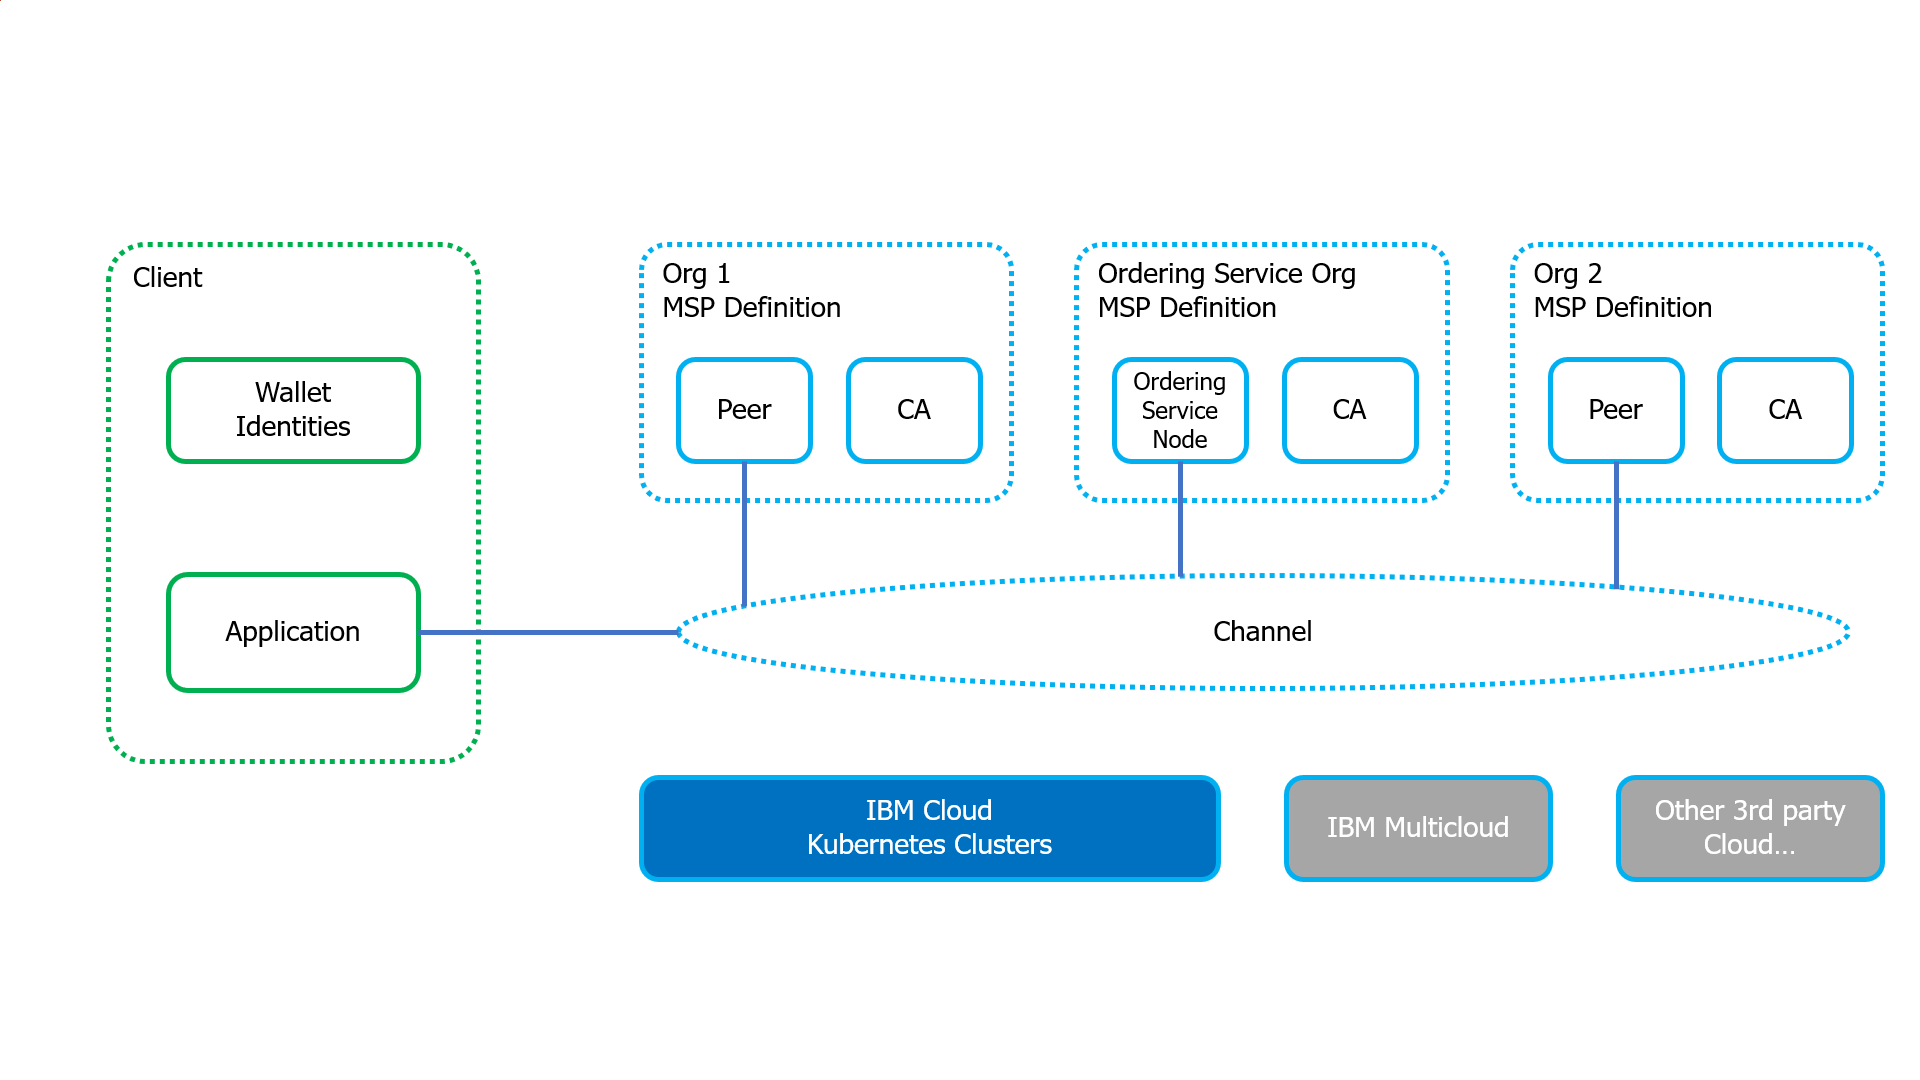 Client
Wallet
Identities
Application
Org 1
MSP Definition
Peer
CA
Ordering Service Org
MSP Definition
Ordering
Service
Node
CA
Org 2
MSP Definition
Peer
CA
Channel
IBM Cloud
Kubernetes Clusters
IBM Multicloud
Other 3rd party
Cloud...